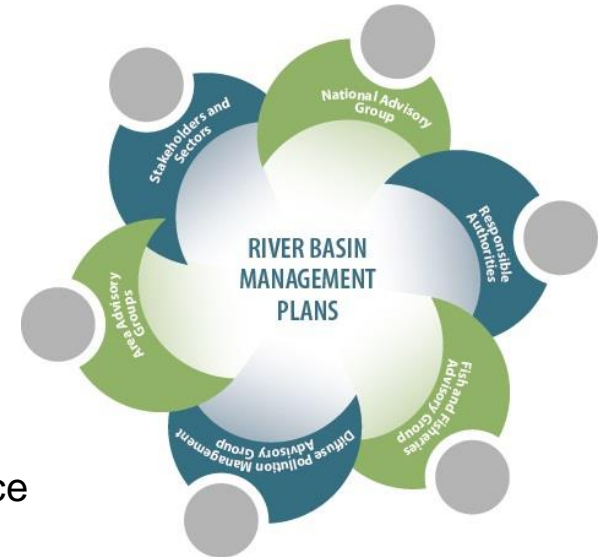 National Advisory
Group
Stakeholders and
Sectors
Responsible
Authorities
RIVER BASIN
MANAGEMENT
PLANS
Area Advisory
Groups
Fish and Fisheries
Advisory Group
Diffuse Pollution Management
Advisory Group